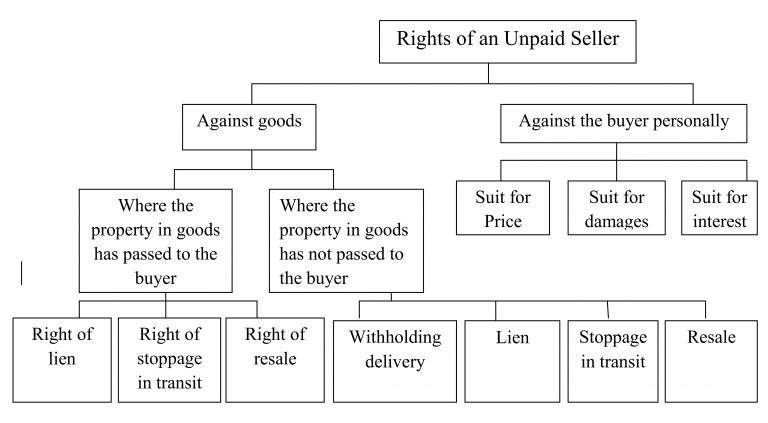 Rights of an Unpaid Seller
Against goods
Against the buyer personally
Where the
property in goods
has passed to the
buyer
Where the
property in goods
has not passed to
the buyer
Suit for
Price
Suit for
damages
Suit for
interest
Right of
lien
Right of
stoppage
in transit
Right of
resale
Withholding
delivery
Lien
Stoppage
in transit
Resale